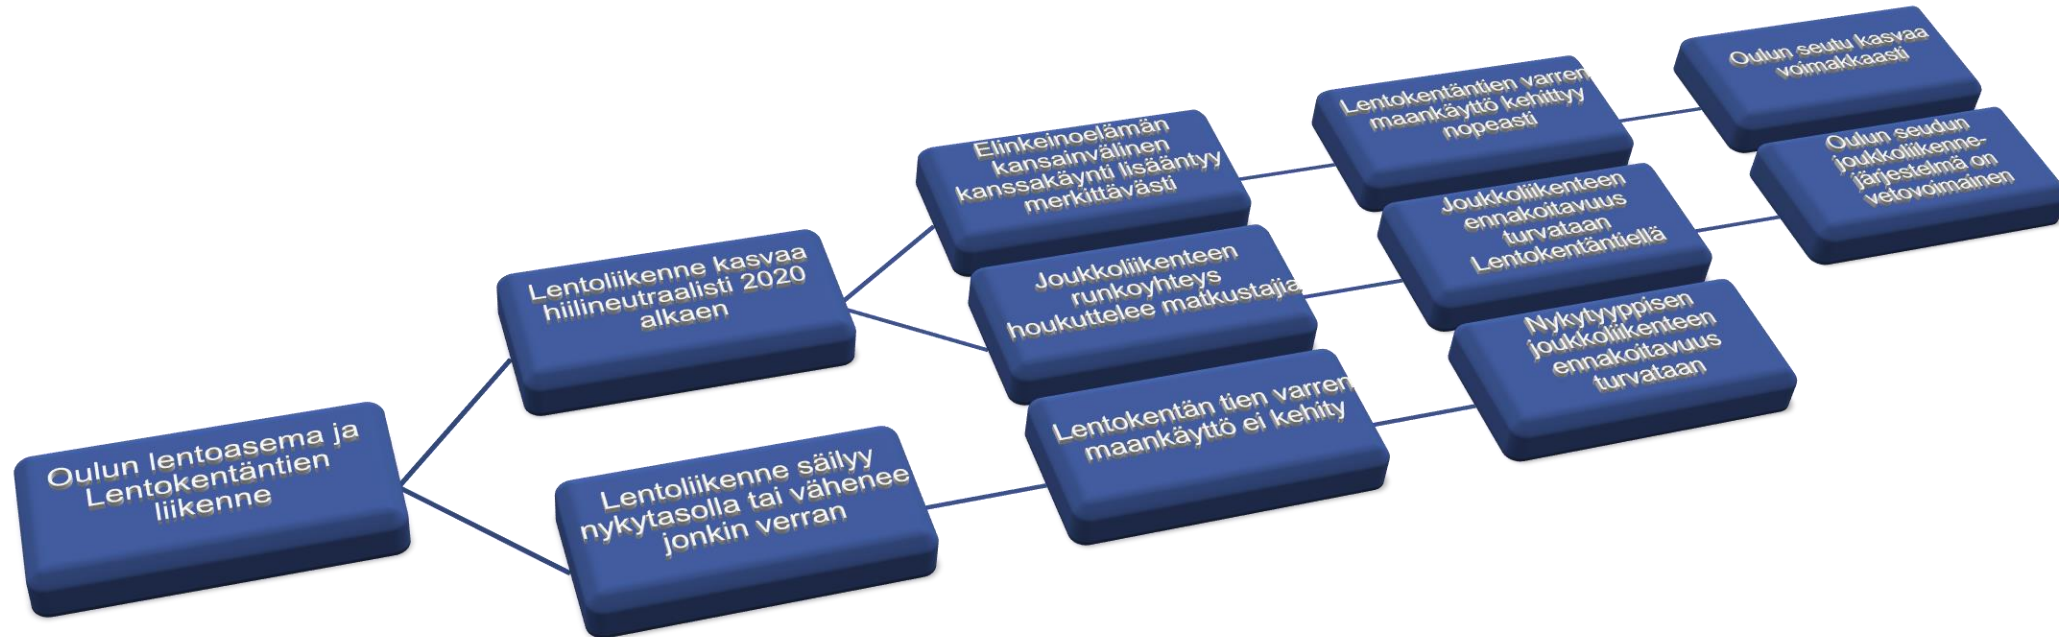 Oulun lentoasema ja
Lentokentäntien
liikenne
Lentoliikenne kasvaa
hiilineutraalisti 2020
alkaen
Lentoliikenne säilyy
nykytasolla tai vähenee
jonkin verran
Elinkeinoelämän
kansainvälinen
kanssakäynti lisääntyy
merkittävästi
Joukkoliikenteen
runkoyhteys
houkuttelee matkustajia
Lentokentän tien varren
maankäyttö ei kehity
Lentokentäntien varren
maankäyttö kehittyy
nopeasti
Joukkoliikenteen
ennakoitavuus
turvataan
Lentokentäntiellä
Nykytyyppisen
joukkoliikenteen
ennakoitavuus
turvataan
Oulun seutu kasvaa
voimakkaasti
Oulun seudun
joukkoliikenne-
järjestelmä on
vetovoimainen